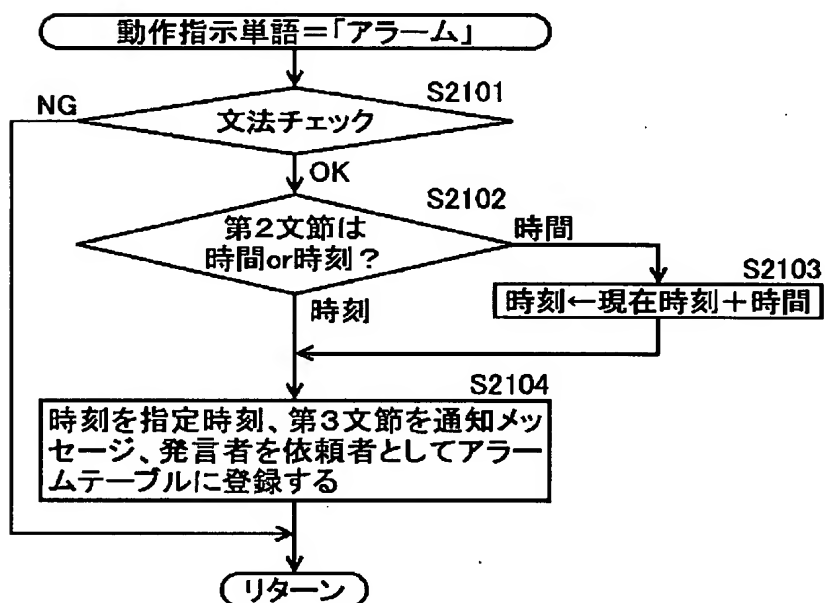 動作指示単語＝「アラーム」
S2101
NG
文法チェック
OK
S2102
第2文節は
時間or時刻？
時間
S2103
時刻←現在時刻＋時間
時刻
S2104
時刻を指定時刻、第3文節を通知メッ
セージ、発言者を依頼者としてアラー
ムテーブルに登録する
リターン